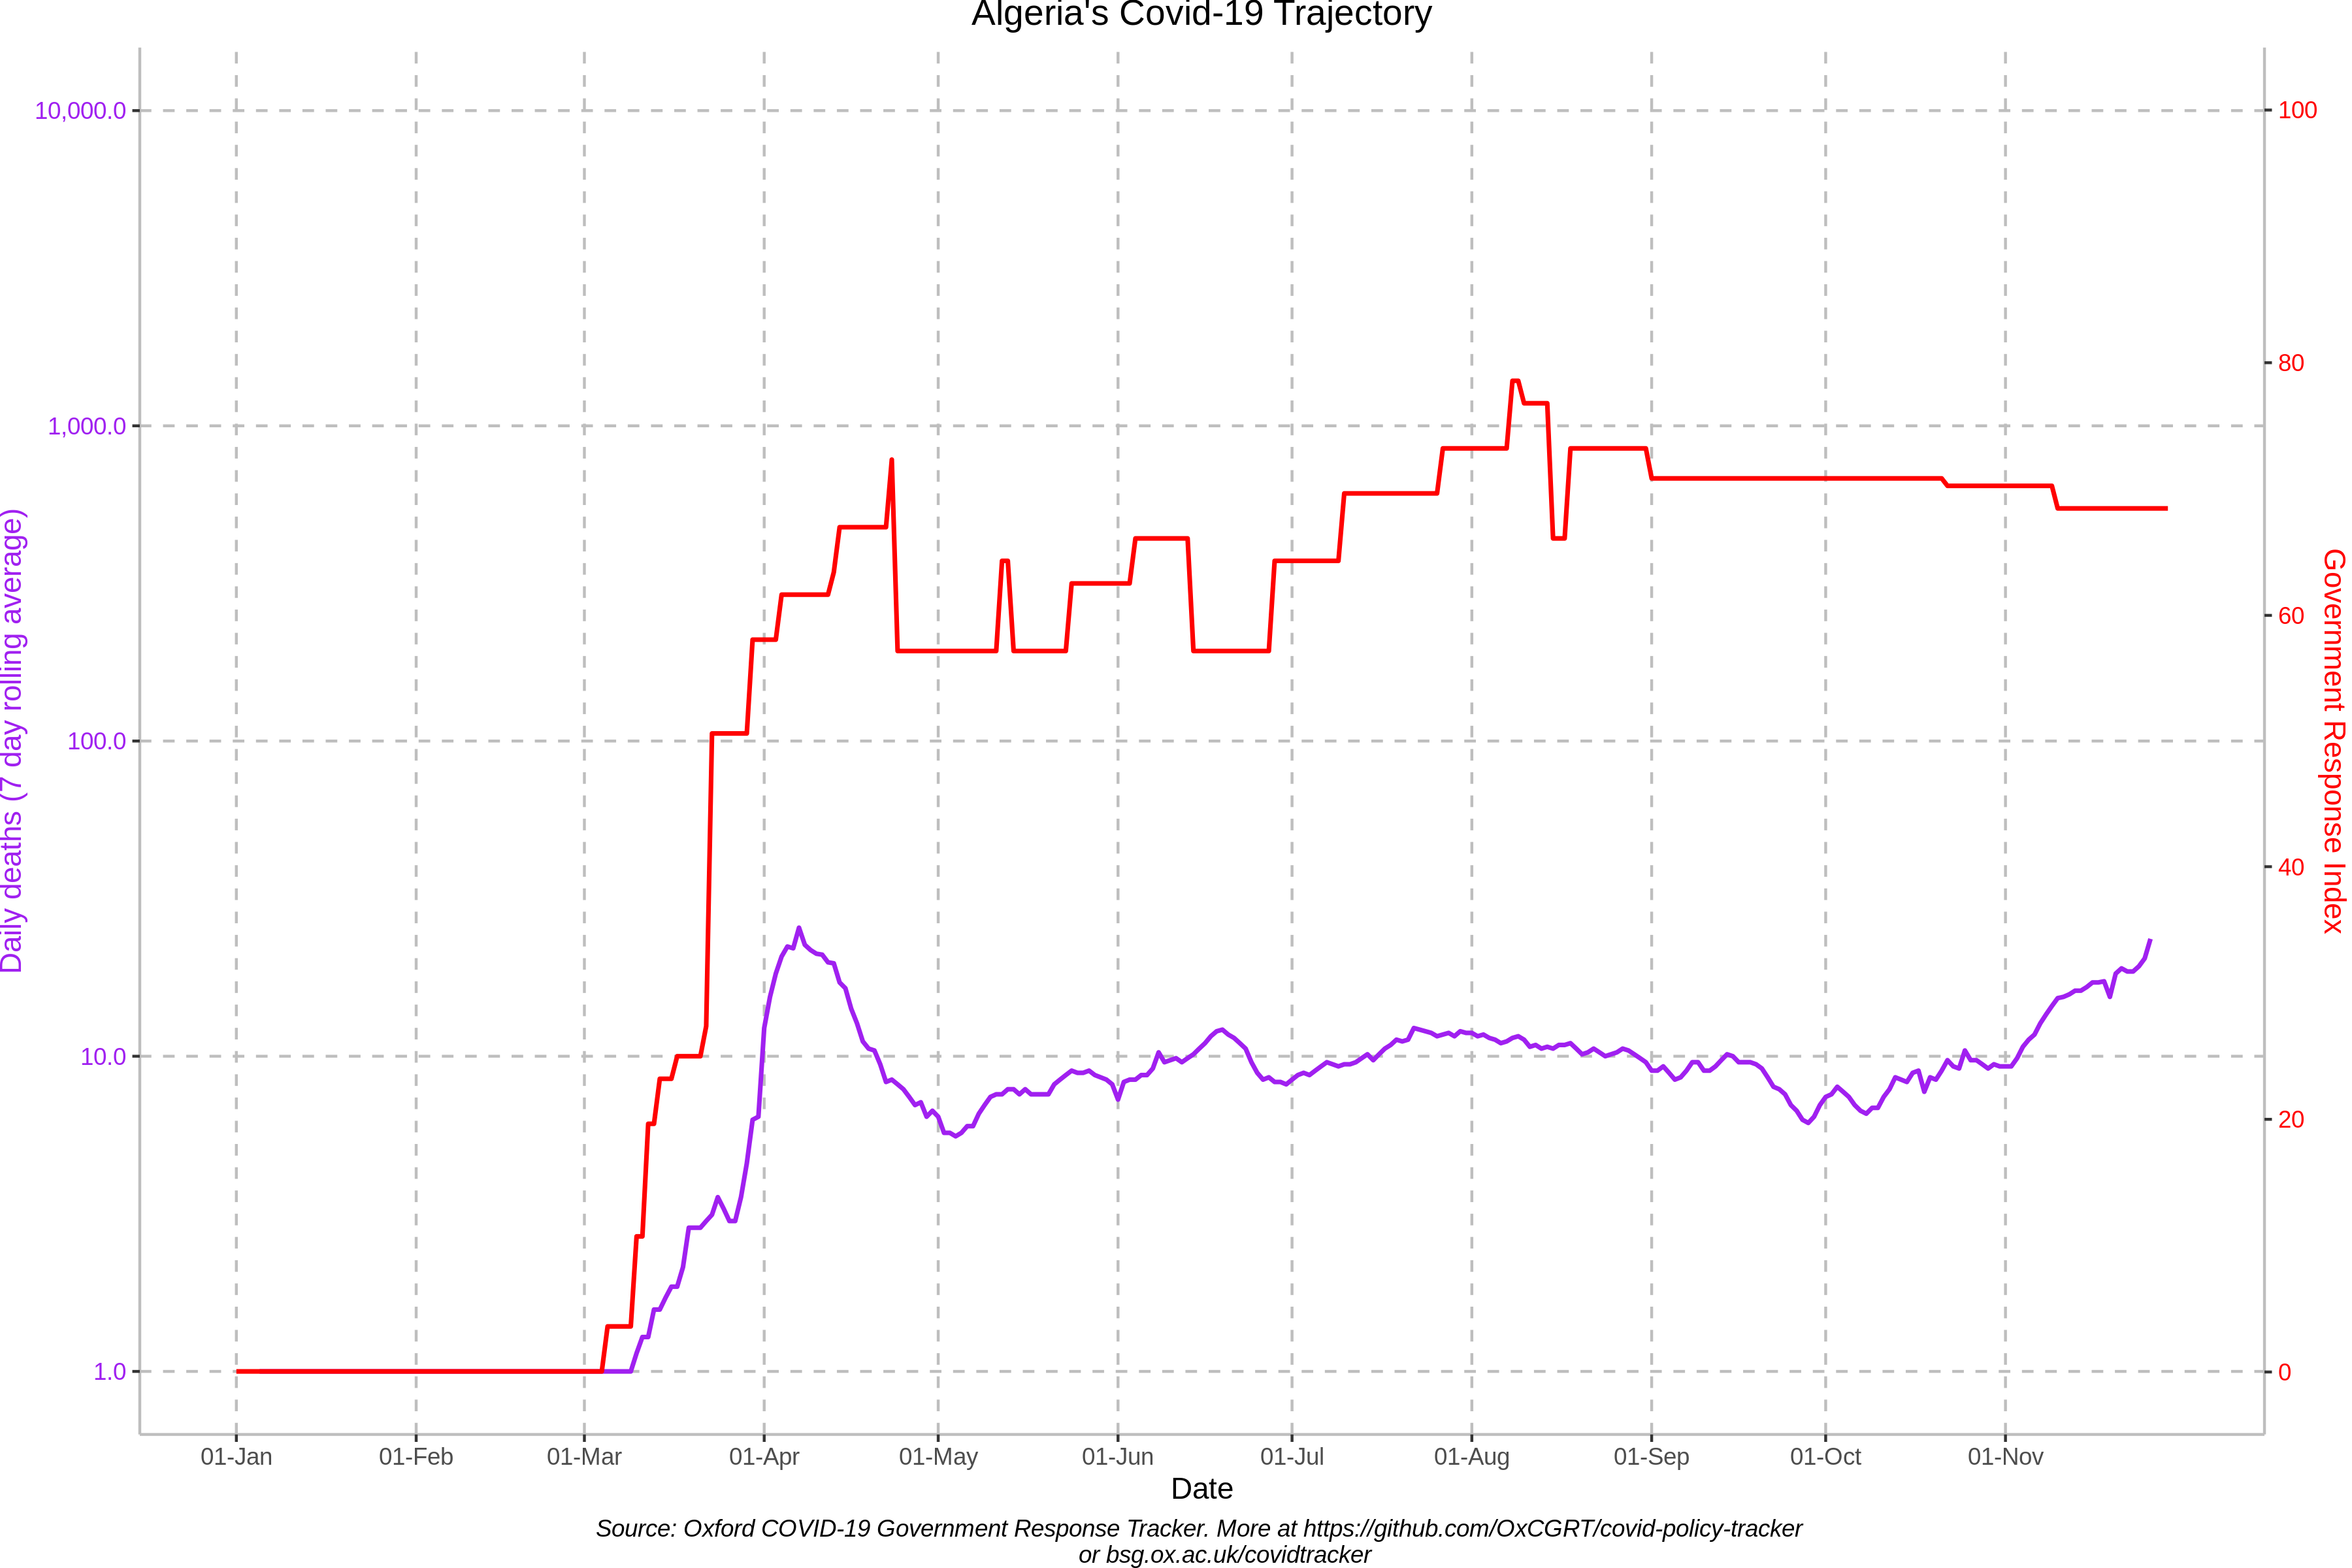 Algeria's Covid-19 Trajectory
10,000.0
1,000.0
100.0
10.0
1.0
Daily deaths (7 day rolling average)
100
80
60
40
20
0
Government Response Index
01-Jan
01-Feb
01-Mar
01-Apr
01-May
01-Jun
01-Jul
01-Aug
01-Sep
01-Oct
01-Nov
Date
Source: Oxford COVID-19 Government Response Tracker. More at https://github.com/OxCGRT/covid-policy-tracker
or bsg.ox.ac.uk/covidtracker